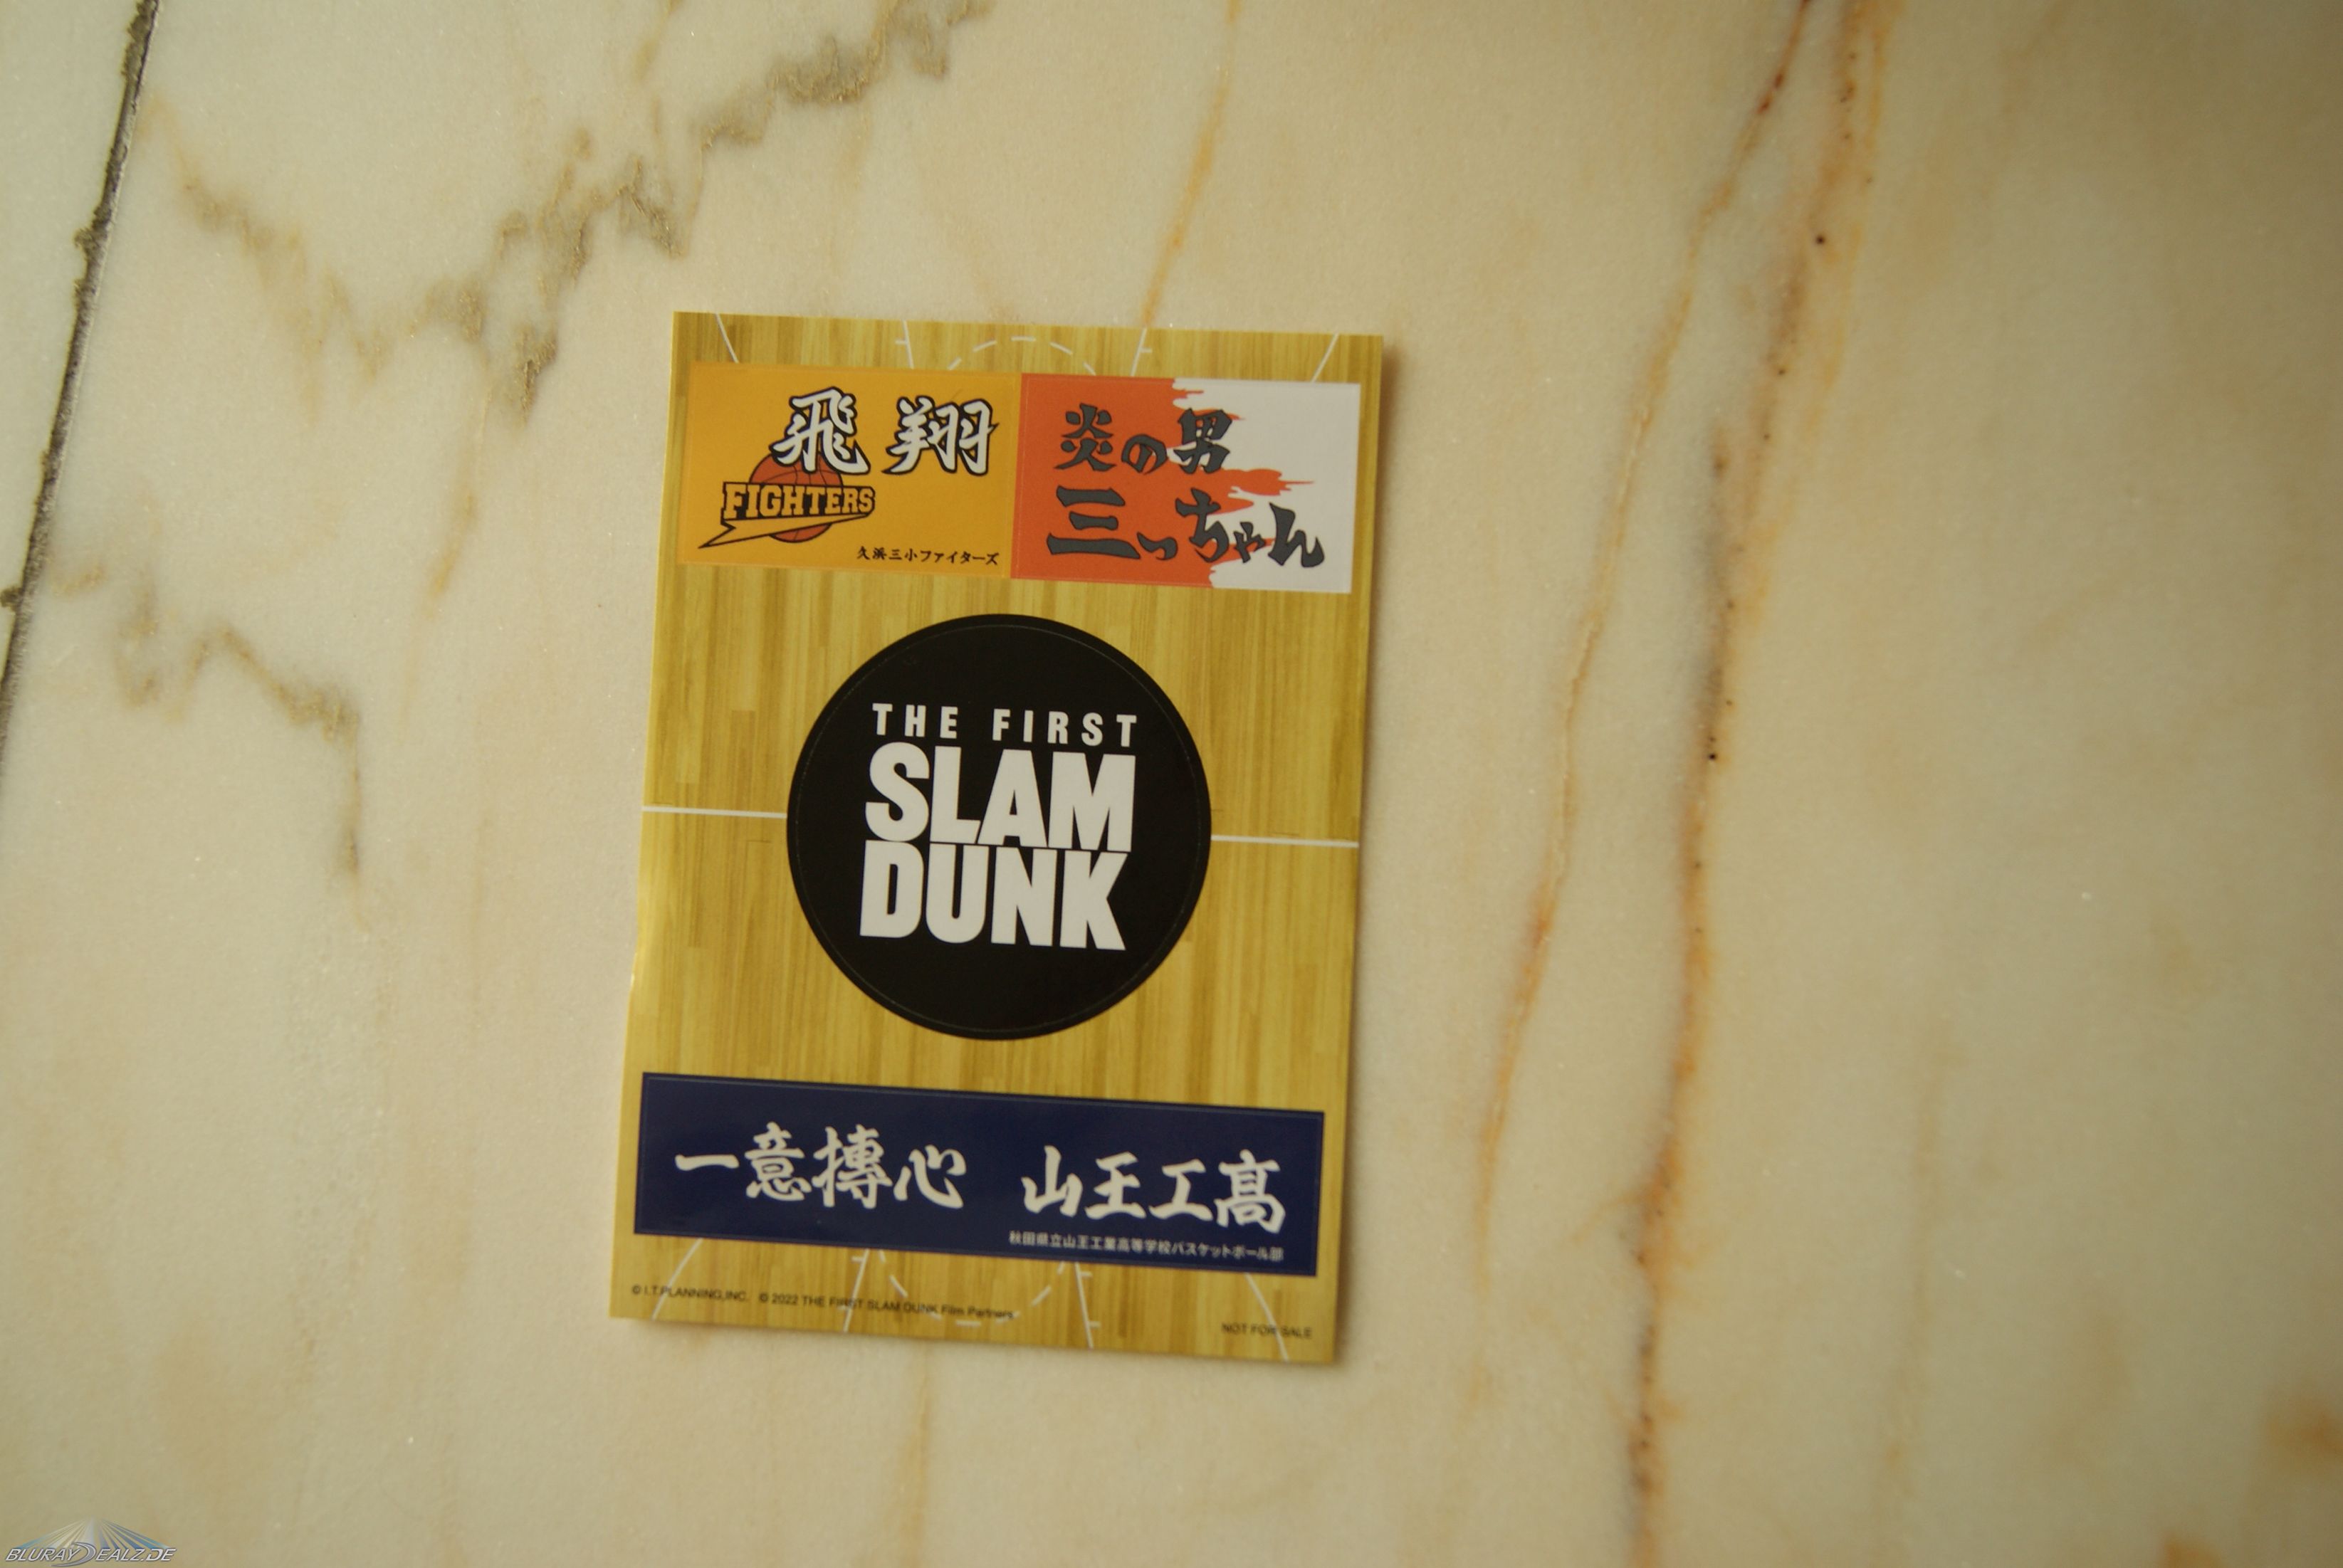 飛翔
FIGHTERS
久浜三小ファイターズ
炎の男
三っちゃん
THE FIRST
SLAM
DUNK
一意摶心 山王工高
秋田県立山王工業高等学校バスケットボール部
© I.T.PLANNING,INC. © 2022 THE FIRST SLAM DUNK Film Partners
NOT FOR SALE
BLURAYDEALZ.DE